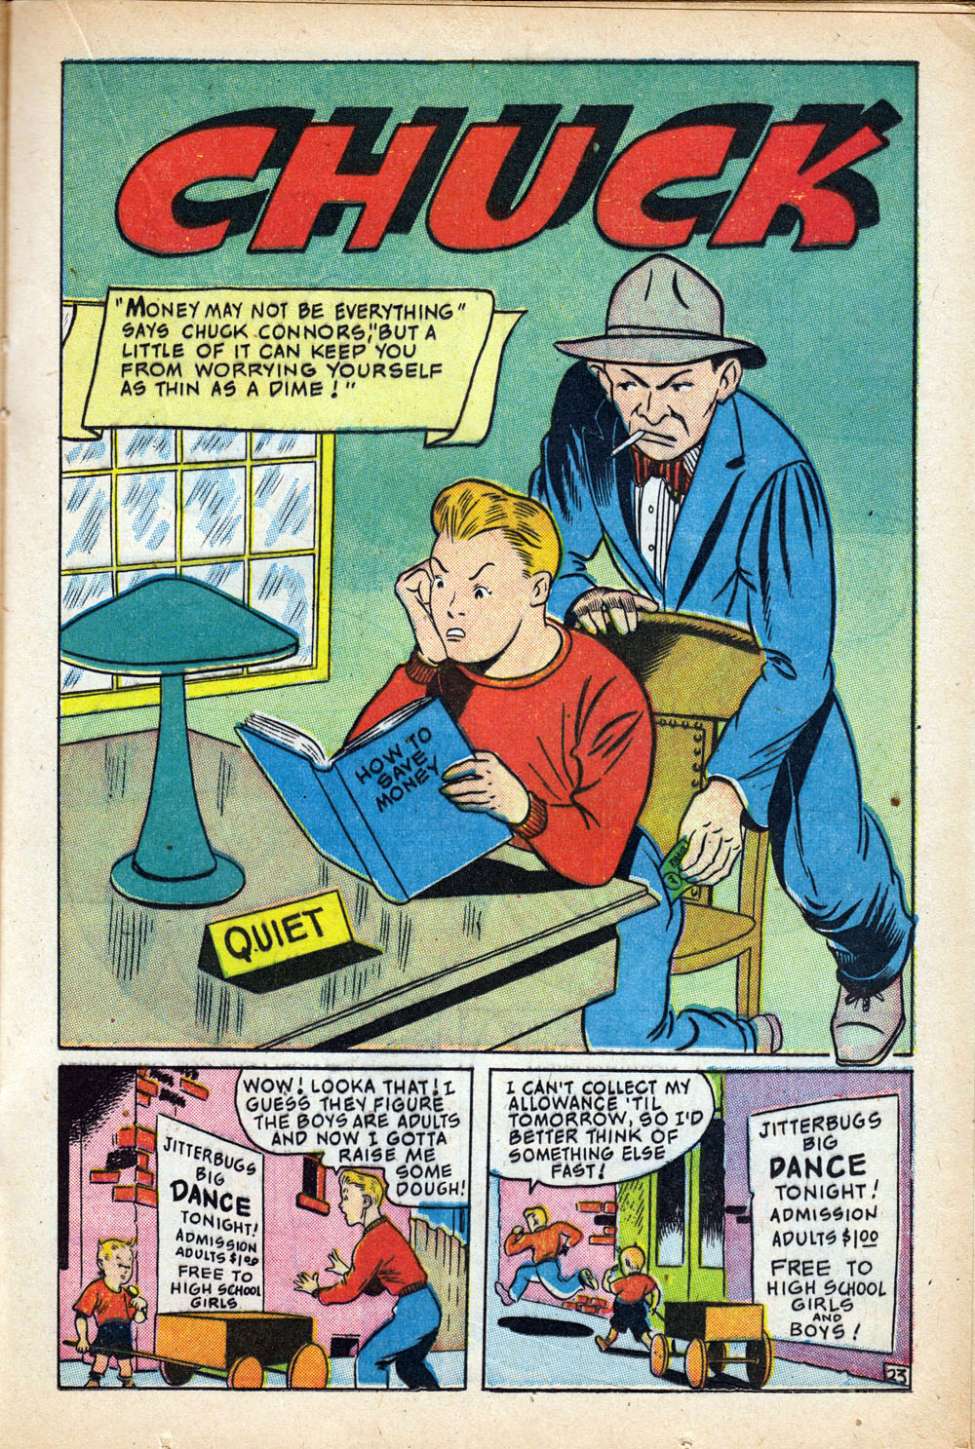 CHUCK
"MONEY MAY NOT BE EVERYTHING"
SAYS CHUCK CONNORS, "BUT A
LITTLE OF IT CAN KEEP YOU
FROM WORRYING YOURSELF
AS THIN AS A DIME!"
HOW TO
SAVE
MONEY
QUIET
WOW! LOOKA THAT! I
GUESS THEY FIGURE
THE BOYS ARE ADULTS
AND NOW I GOTTA
RAISE ME
SOME
DOUGH!
JITTERBUGS
BIG
DANCE
TONIGHT!
ADMISSION
ADULTS $1.00
FREE TO
HIGH SCHOOL
GIRLS
I CAN'T COLLECT MY
ALLOWANCE 'TIL
TOMORROW, SO I'D
BETTER THINK OF
SOMETHING ELSE
FAST!
JITTERBUGS
BIG
DANCE
TONIGHT!
ADMISSION
ADULTS $1.00
FREE TO
HIGH SCHOOL
GIRLS
AND
BOYS!
23